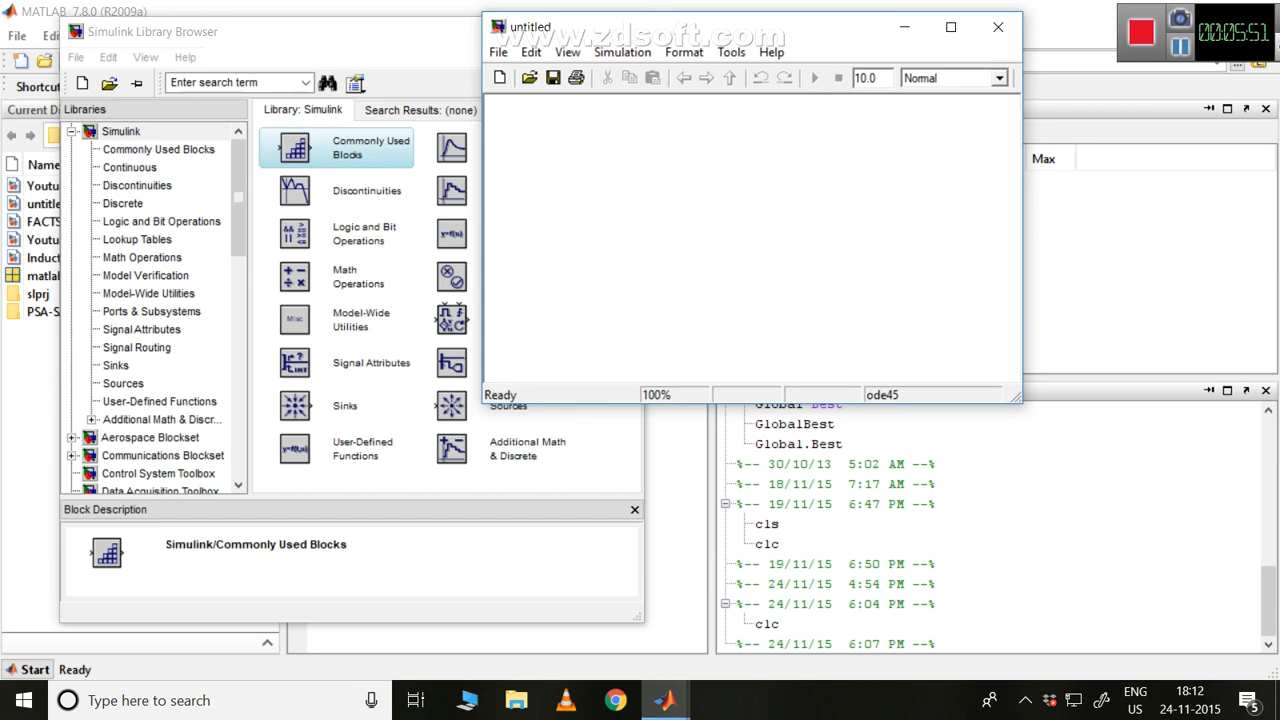 MATLAB 7.8.0 (R2009a)
File
Simulink Library Browser
File Edit View Help
Enter search term
Libraries
Library: Simulink
Search Results: (none)
Simulink
Commonly Used Blocks
Continuous
Discontinuities
Discrete
Logic and Bit Operations
Lookup Tables
Math Operations
Model Verification
Model-Wide Utilities
Ports & Subsystems
Signal Attributes
Signal Routing
Sinks
Sources
User-Defined Functions
Additional Math & Discr...
Aerospace Blockset
Communications Blockset
Control System Toolbox
Data Acquisition Toolbox
Commonly Used
Blocks
Discontinuities
Logic and Bit
Operations
Math
Operations
Misc
Model-Wide
Utilities
Signal Attributes
Sinks
Sources
User-Defined
Functions
Additional Math
& Discrete
y=f(u)
Block Description
Simulink/Commonly Used Blocks
untitled
www.zdsoft.com
File Edit View Simulation Format Tools Help
10.0
Normal
Ready
100%
ode45
00:05:51
Shortcu
Current Di
Name
Youtu
untitle
FACTS
Youtu
Induct
matlab
slprj
PSA-S
Max
Global Best
GlobalBest
Global.Best
%-- 30/10/13 5:02 AM --%
%-- 18/11/15 7:17 AM --%
%-- 19/11/15 6:47 PM --%
cls
clc
%-- 19/11/15 6:50 PM --%
%-- 24/11/15 4:54 PM --%
%-- 24/11/15 6:04 PM --%
clc
%-- 24/11/15 6:07 PM --%
Start Ready
Type here to search
ENG
US
18:12
24-11-2015
5